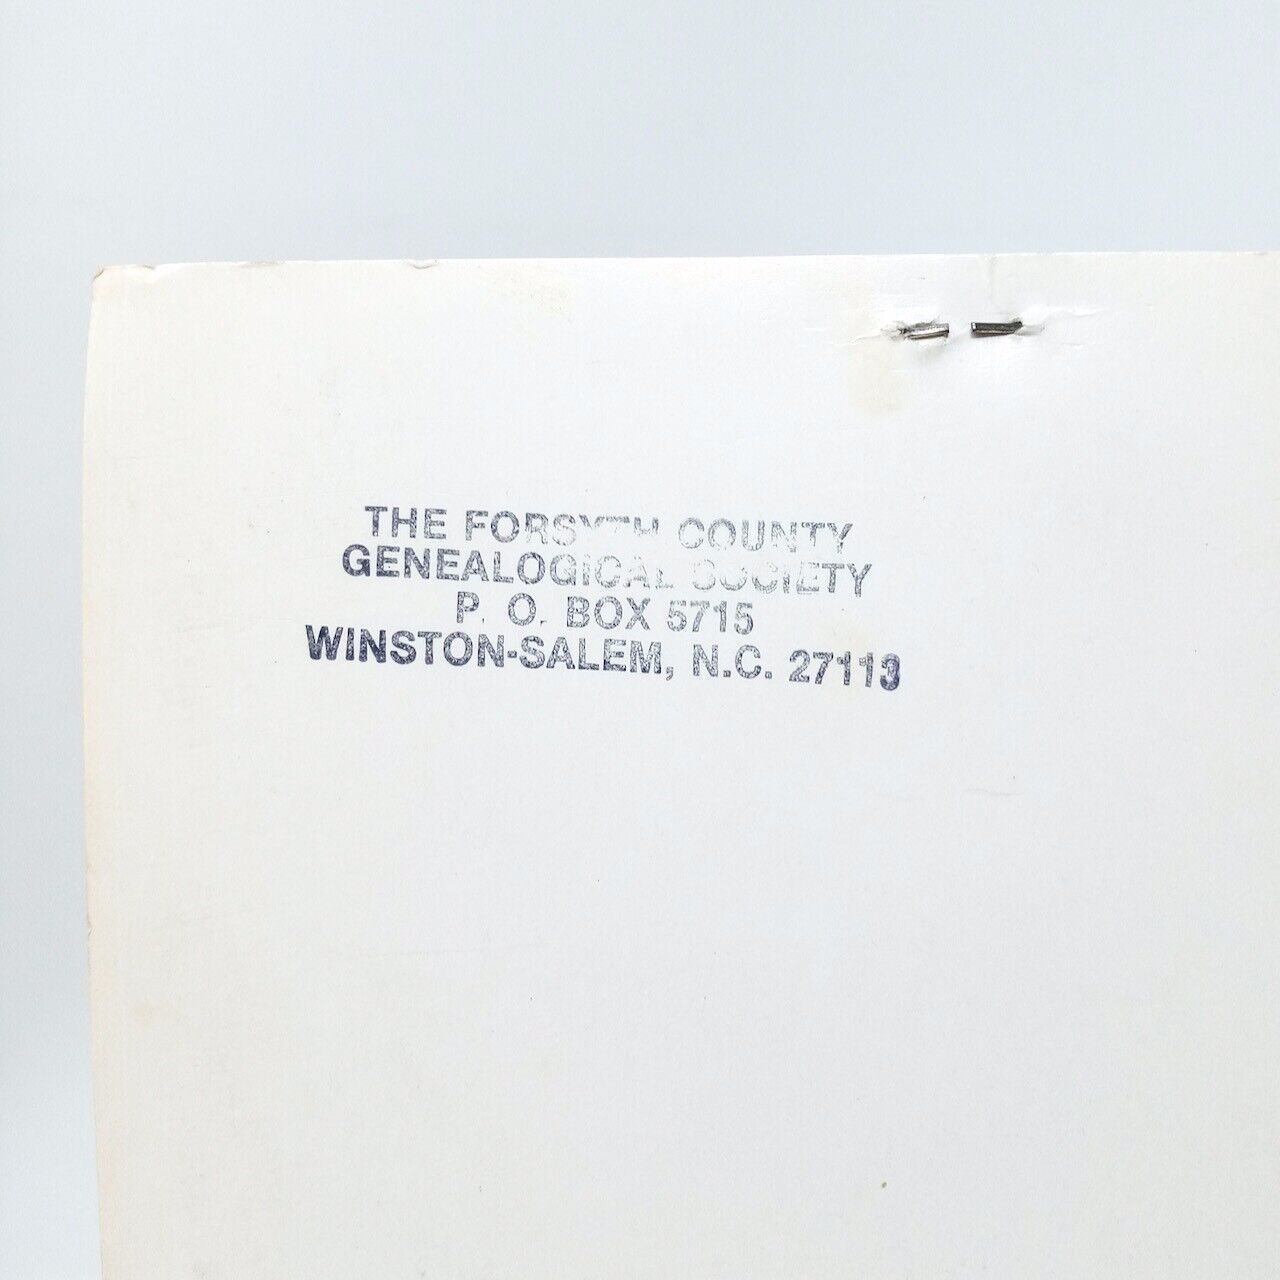 THE FORSYTH COUNTY
GENEALOGICAL SOCIETY
P. O. BOX 5715
WINSTON-SALEM, N.C. 27113